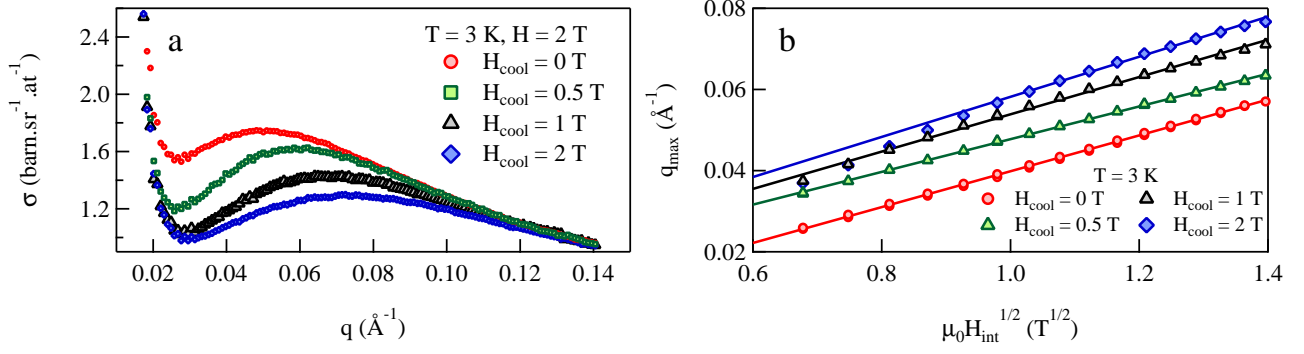 a
T = 3 K, H = 2 T
H_cool = 0 T
H_cool = 0.5 T
H_cool = 1 T
H_cool = 2 T
σ (barn.sr^-1.at^-1)
2.4
2.0
1.6
1.2
0.02 0.04 0.06 0.08 0.10 0.12 0.14
q (Å^-1)
b
q_max (Å^-1)
0.08
0.06
0.04
0.02
T = 3 K
H_cool = 0 T
H_cool = 0.5 T
H_cool = 1 T
H_cool = 2 T
0.6 0.8 1.0 1.2 1.4
μ_0H_int^1/2 (T^1/2)